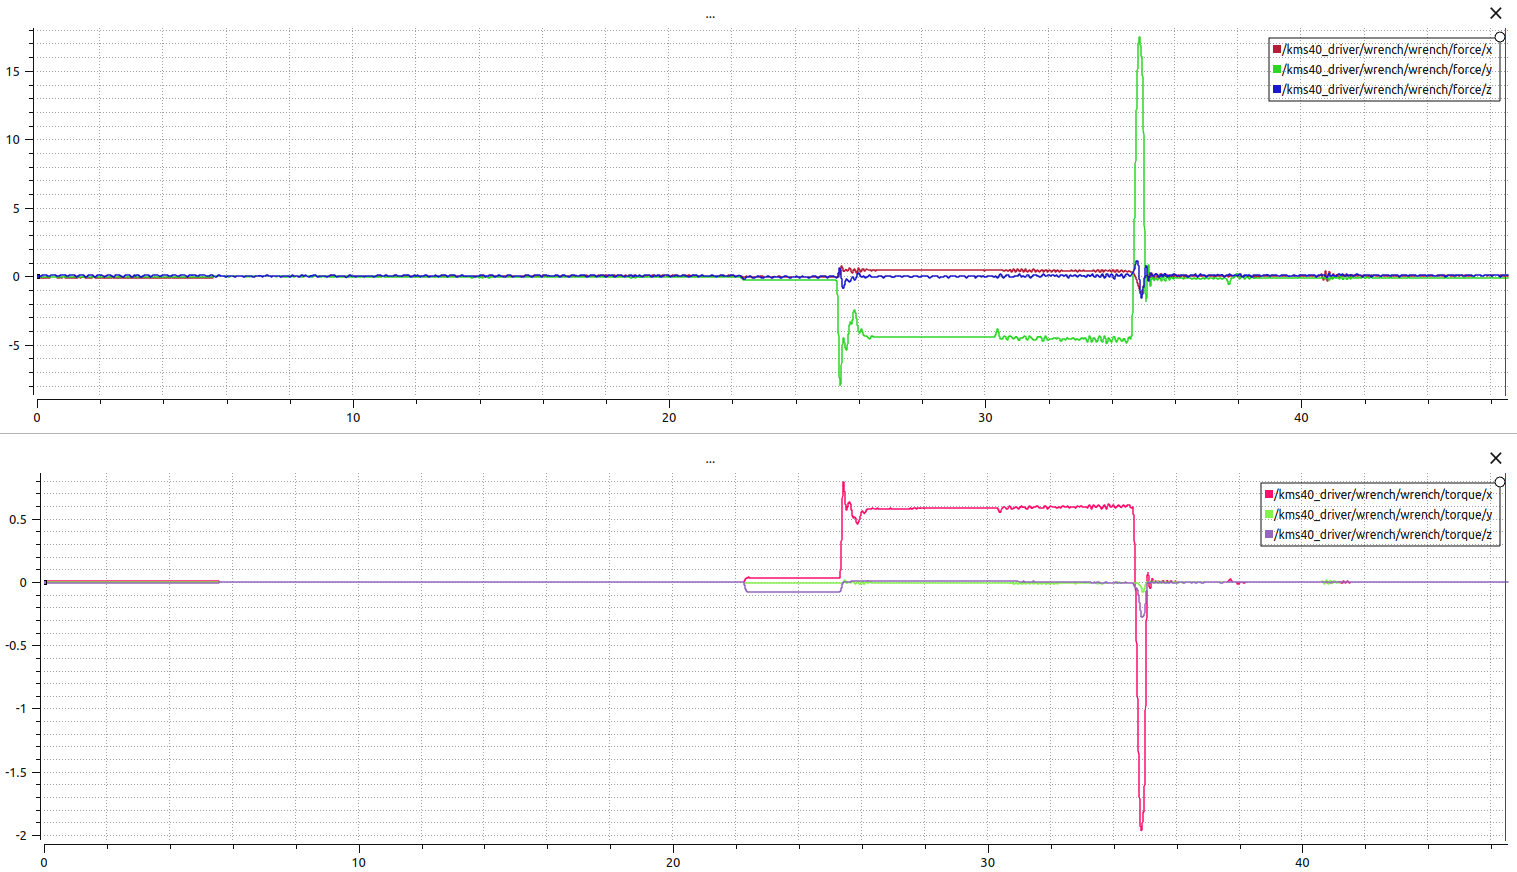 ...
/kms40_driver/wrench/wrench/force/x
/kms40_driver/wrench/wrench/force/y
/kms40_driver/wrench/wrench/force/z
15
10
5
0
-5
0 10 20 30 40
...
/kms40_driver/wrench/wrench/torque/x
/kms40_driver/wrench/wrench/torque/y
/kms40_driver/wrench/wrench/torque/z
0.5
0
-0.5
-1
-1.5
-2
0 10 20 30 40